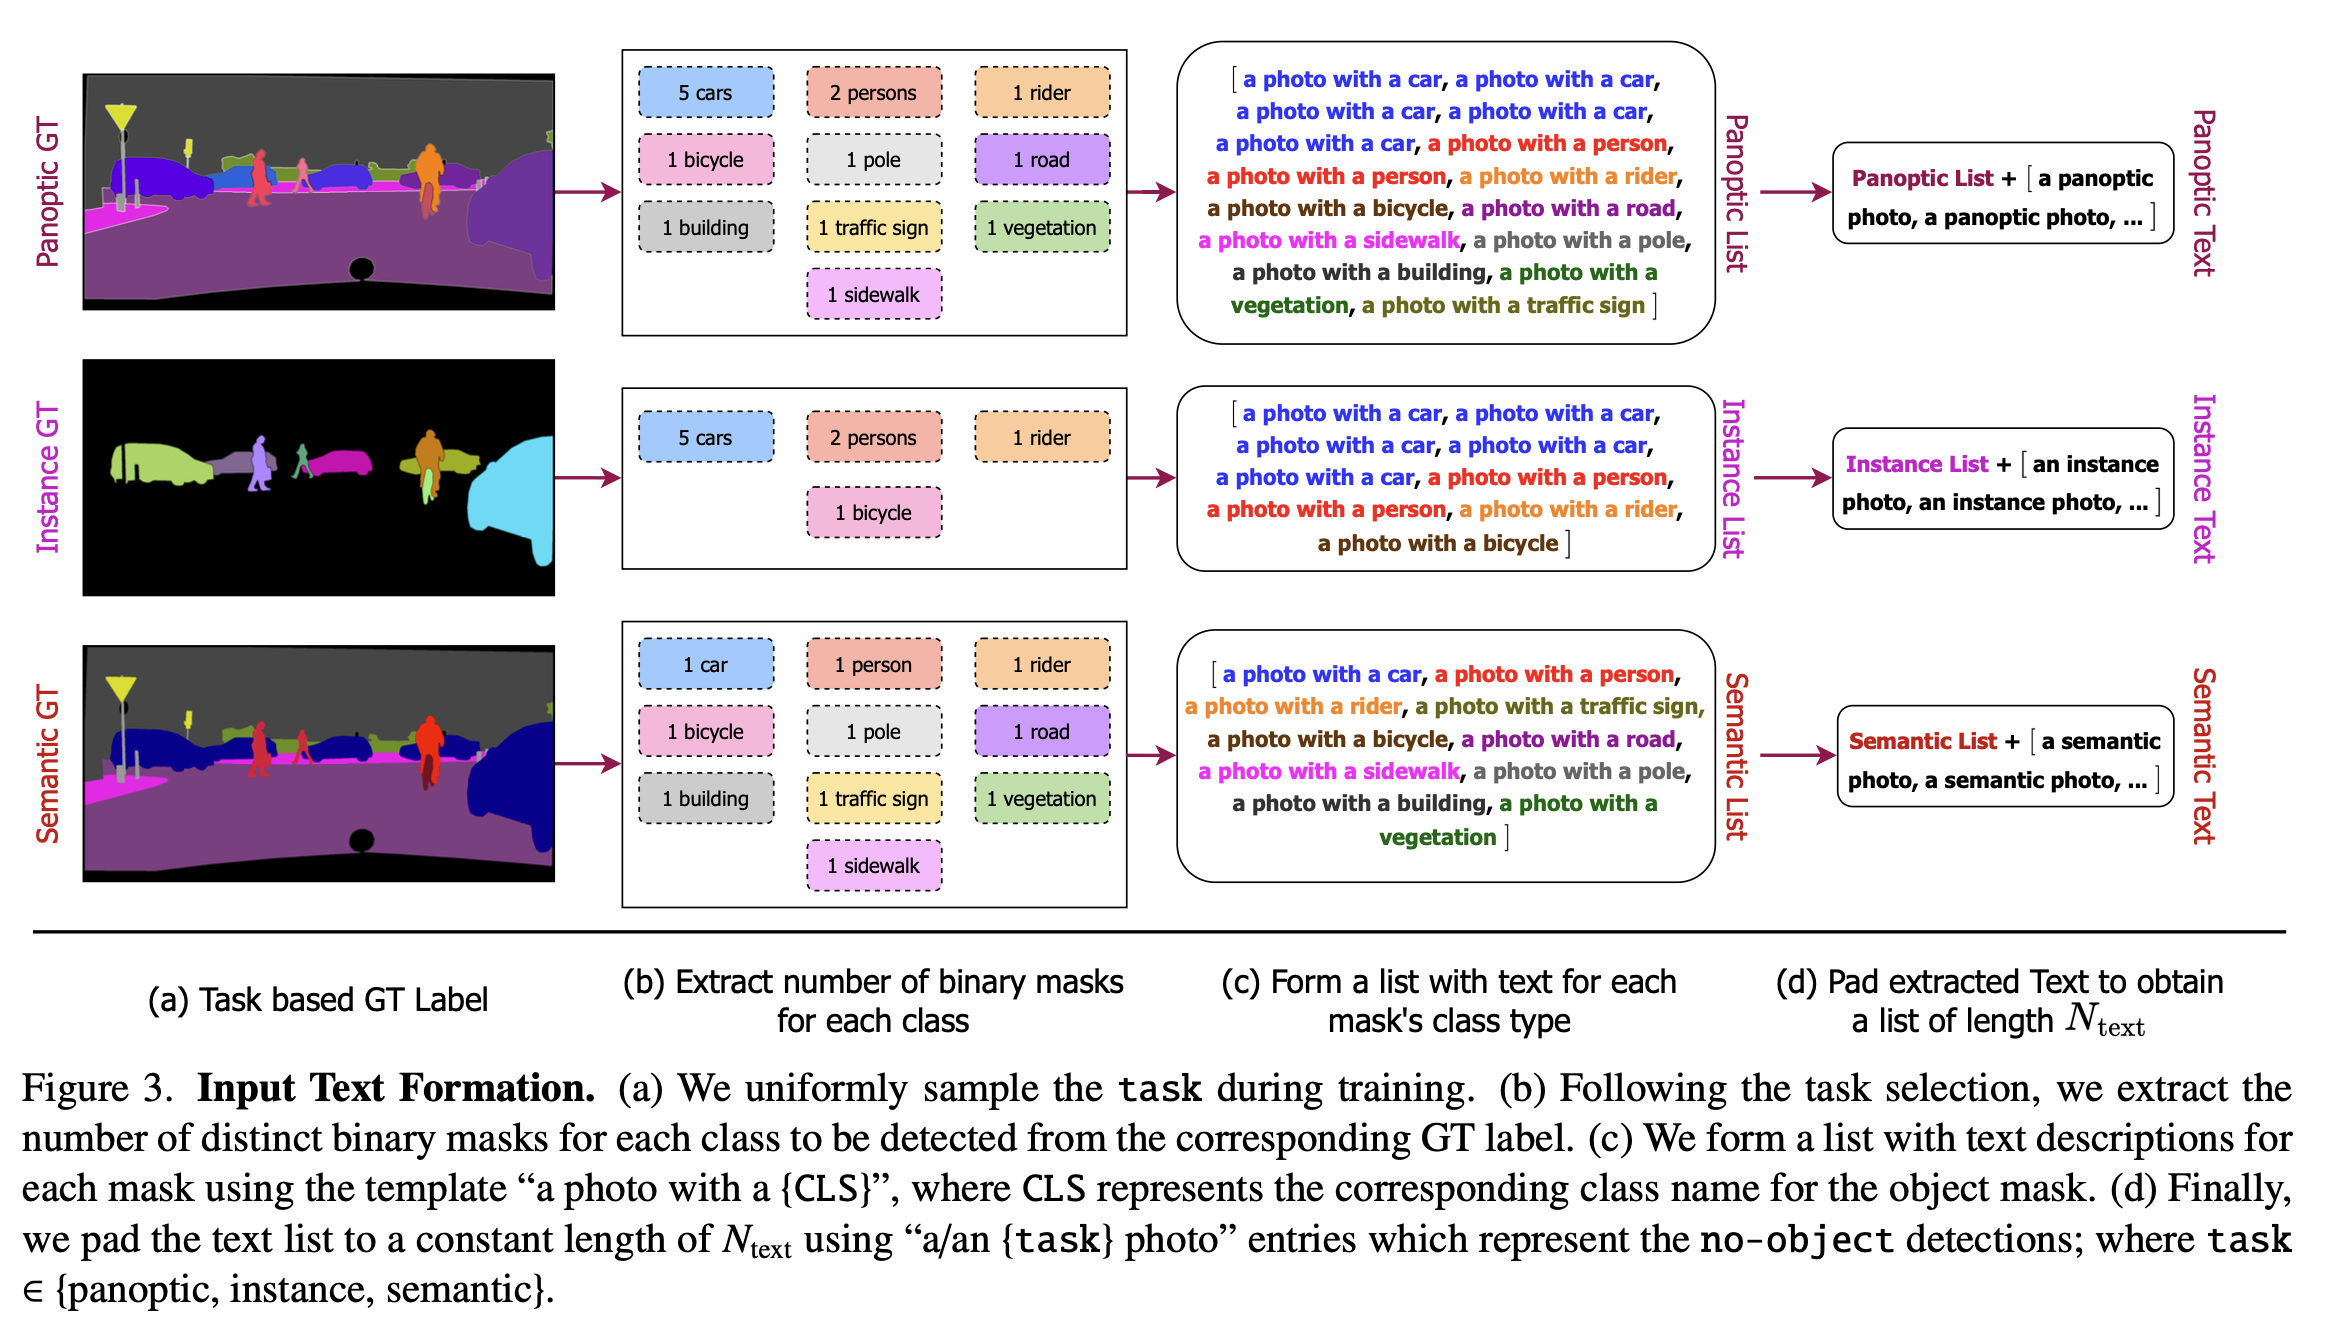 Panoptic GT
5 cars
2 persons
1 rider
1 bicycle
1 pole
1 road
1 building
1 traffic sign
1 vegetation
1 sidewalk
[ a photo with a car, a photo with a car,
a photo with a car, a photo with a car,
a photo with a car, a photo with a person,
a photo with a person, a photo with a rider,
a photo with a bicycle, a photo with a road,
a photo with a sidewalk, a photo with a pole,
a photo with a building, a photo with a
vegetation, a photo with a traffic sign ]
Panoptic List
Panoptic List + [ a panoptic
photo, a panoptic photo, ... ]
Panoptic Text
Instance GT
5 cars
2 persons
1 rider
1 bicycle
[ a photo with a car, a photo with a car,
a photo with a car, a photo with a car,
a photo with a car, a photo with a person,
a photo with a person, a photo with a rider,
a photo with a bicycle ]
Instance List
Instance List + [ an instance
photo, an instance photo, ... ]
Instance Text
Semantic GT
1 car
1 person
1 rider
1 bicycle
1 pole
1 road
1 building
1 traffic sign
1 vegetation
1 sidewalk
[ a photo with a car, a photo with a person,
a photo with a rider, a photo with a traffic sign,
a photo with a bicycle, a photo with a road,
a photo with a sidewalk, a photo with a pole,
a photo with a building, a photo with a
vegetation ]
Semantic List
Semantic List + [ a semantic
photo, a semantic photo, ... ]
Semantic Text
(a) Task based GT Label
(b) Extract number of binary masks
for each class
(c) Form a list with text for each
mask's class type
(d) Pad extracted Text to obtain
a list of length N_text
Figure 3. Input Text Formation. (a) We uniformly sample the task during training. (b) Following the task selection, we extract the
number of distinct binary masks for each class to be detected from the corresponding GT label. (c) We form a list with text descriptions for
each mask using the template “a photo with a {CLS}”, where CLS represents the corresponding class name for the object mask. (d) Finally,
we pad the text list to a constant length of N_text using “a/an {task} photo” entries which represent the no-object detections; where task
∈ {panoptic, instance, semantic}.